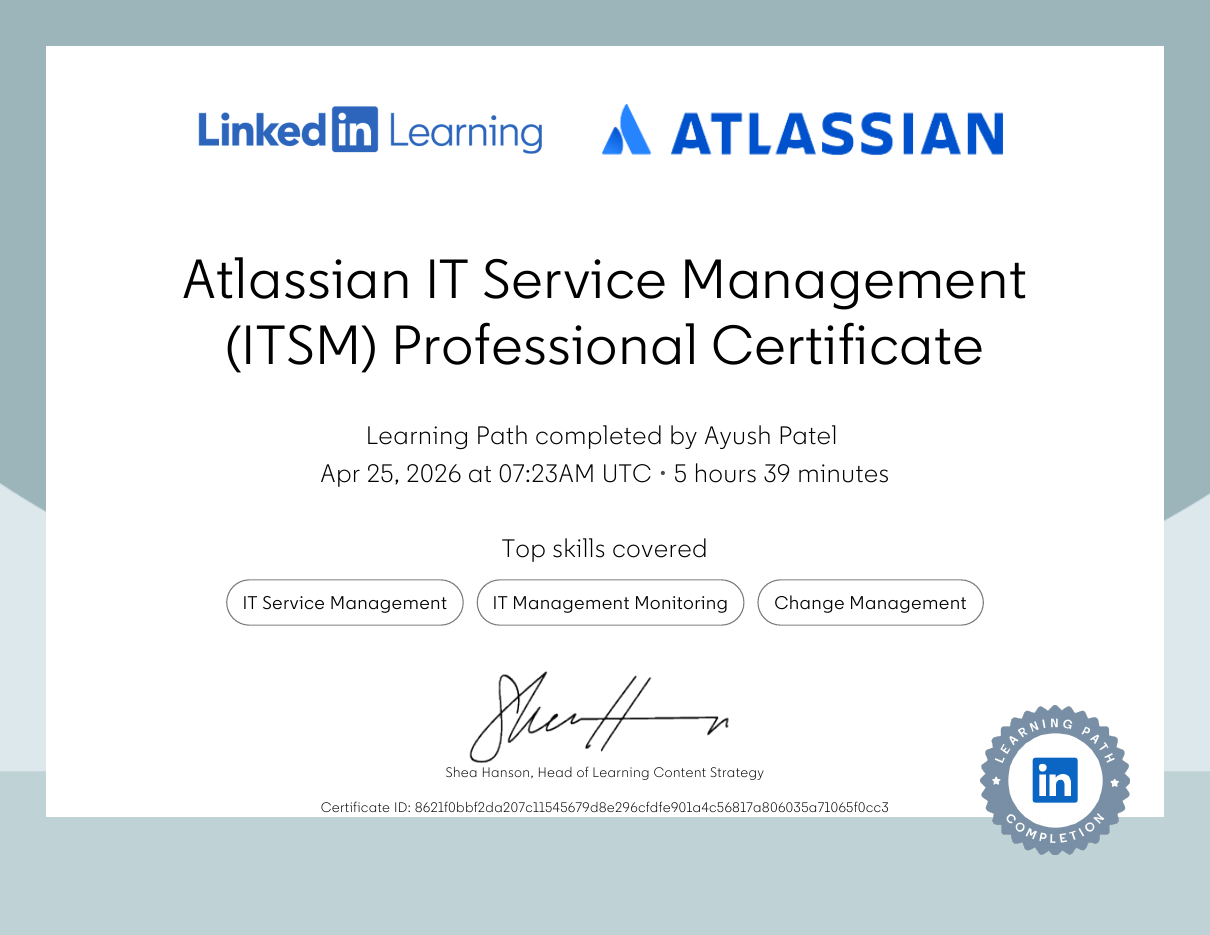 Linked in Learning
ATLASSIAN
Atlassian IT Service Management
(ITSM) Professional Certificate
Learning Path completed by Ayush Patel
Apr 25, 2026 at 07:23AM UTC • 5 hours 39 minutes
Top skills covered
IT Service Management
IT Management Monitoring
Change Management
Shea Hanson, Head of Learning Content Strategy
Certificate ID: 8621f0bbf2da207c11545679d8e296cfdfe901a4c56817a806035a71065f0cc3
LEARNING PATH
in
COMPLETION